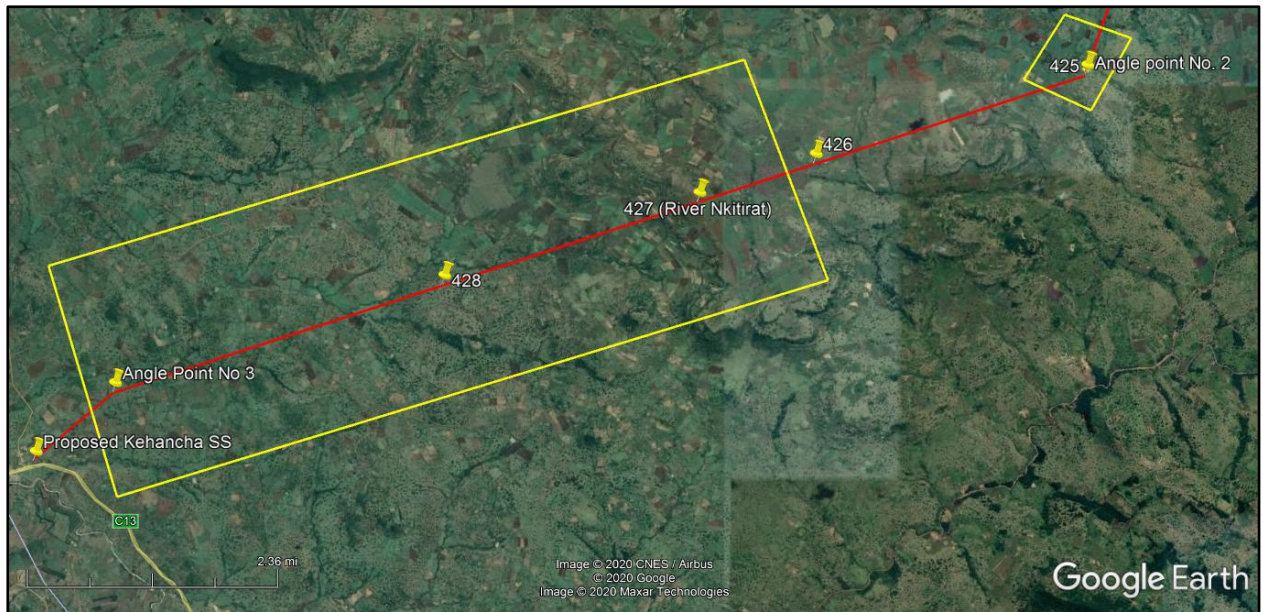 425
Angle point No. 2
426
427 (River Nkitirat)
428
Angle Point No 3
Proposed Kehancha SS
C13
2.36 mi
Image © 2020 CNES / Airbus
© 2020 Google
Image © 2020 Maxar Technologies
Google Earth